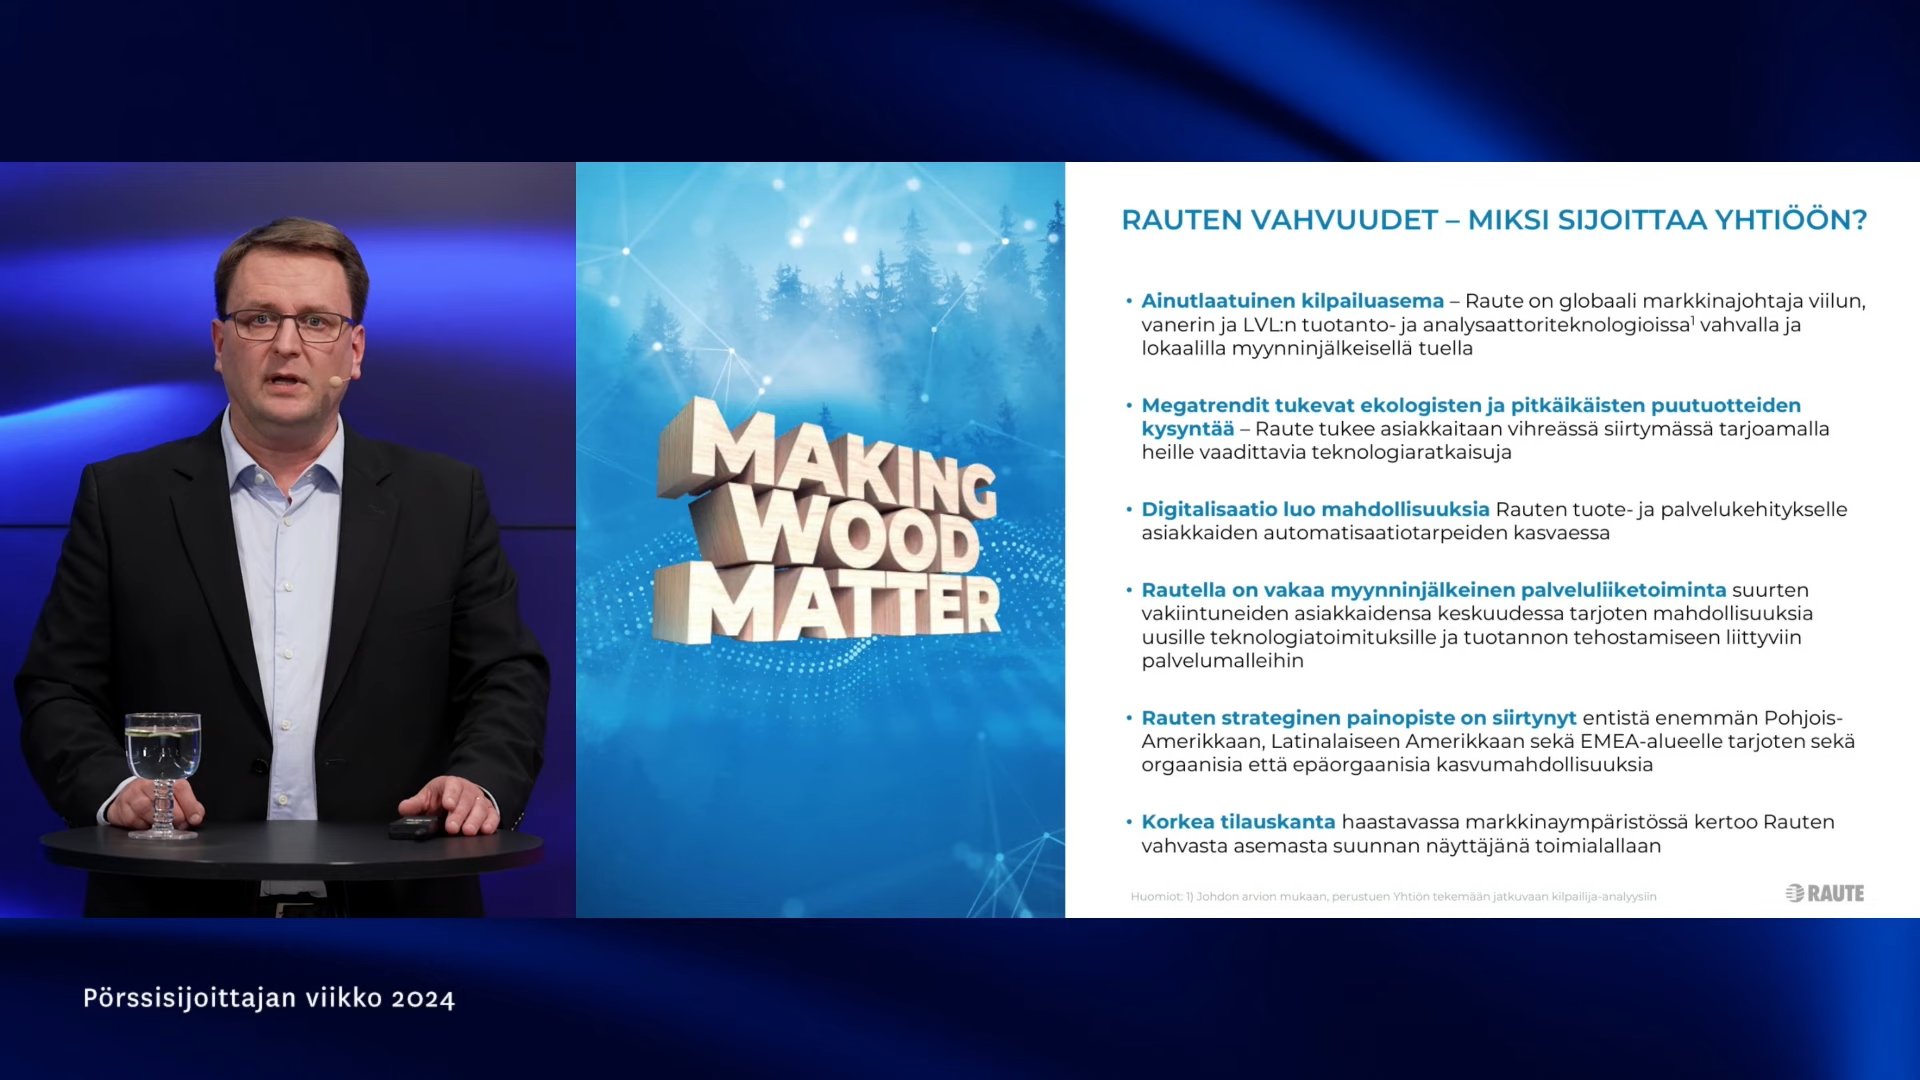 MAKING
WOOD
MATTER
RAUTEN VAHVUUDET – MIKSI SIJOITTAA YHTIÖÖN?
• Ainutlaatuinen kilpailuasema – Raute on globaali markkinajohtaja viilun,
vanerin ja LVL:n tuotanto- ja analysaattoriteknologioissa¹ vahvalla ja
lokaalilla myynninjälkeisellä tuella
• Megatrendit tukevat ekologisten ja pitkäikäisten puutuotteiden
kysyntää – Raute tukee asiakkaitaan vihreässä siirtymässä tarjoamalla
heille vaadittavia teknologiaratkaisuja
• Digitalisaatio luo mahdollisuuksia Rauten tuote- ja palvelukehitykselle
asiakkaiden automatisaatiotarpeiden kasvaessa
• Rautella on vakaa myynninjälkeinen palveluliiketoiminta suurten
vakiintuneiden asiakkaidensa keskuudessa tarjoten mahdollisuuksia
uusille teknologiatoimituksille ja tuotannon tehostamiseen liittyviin
palvelumalleihin
• Rauten strateginen painopiste on siirtynyt entistä enemmän Pohjois-
Amerikkaan, Latinalaiseen Amerikkaan sekä EMEA-alueelle tarjoten sekä
orgaanisia että epäorgaanisia kasvumahdollisuuksia
• Korkea tilauskanta haastavassa markkinaympäristössä kertoo Rauten
vahvasta asemasta suunnan näyttäjänä toimialallaan
Huomiot: 1) Johdon arvion mukaan, perustuen Yhtiön tekemään jatkuvaan kilpailija-analyysiin
RAUTE
Pörssisijoittajan viikko 2024